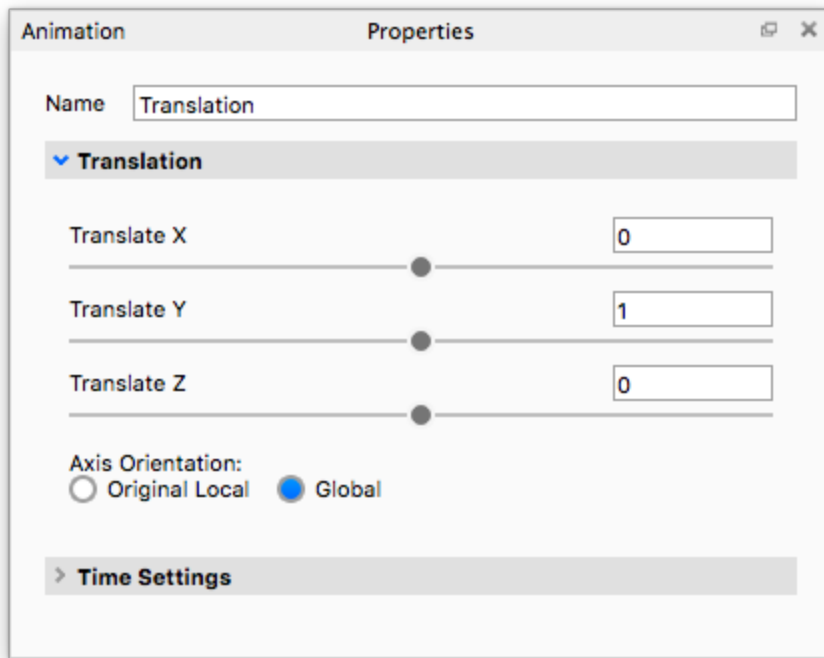 Animation Properties
Name Translation
Translation
Translate X 0
Translate Y 1
Translate Z 0
Axis Orientation:
Original Local Global
Time Settings